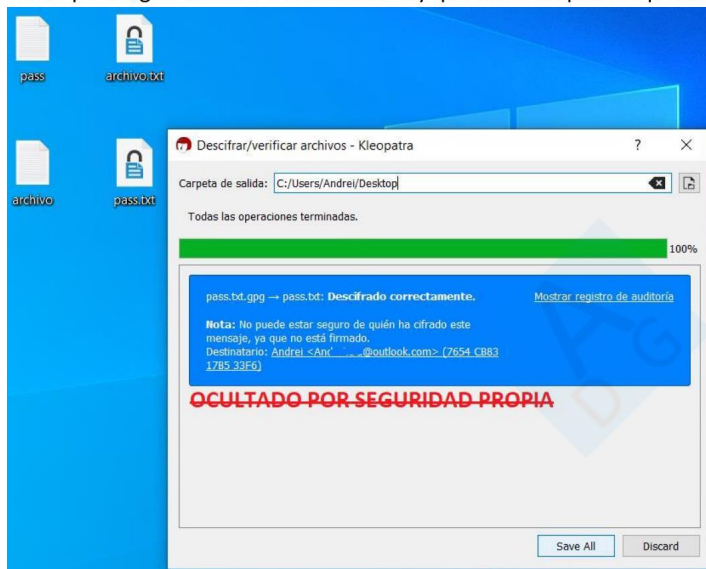 pass
archivo.txt
archivo
pass.txt
Descifrar/verificar archivos - Kleopatra
Carpeta de salida: C:/Users/Andrei/Desktop
Todas las operaciones terminadas.
100%
pass.txt.gpg → pass.txt: Descifrado correctamente.
Mostrar registro de auditoría
Nota: No puede estar seguro de quién ha cifrado este
mensaje, ya que no está firmado.
Destinatario: Andrei <And @outlook.com> (7654 CB83
17B5 33F6)
OCULTADO POR SEGURIDAD PROPIA
Save All
Discard
A
D
G